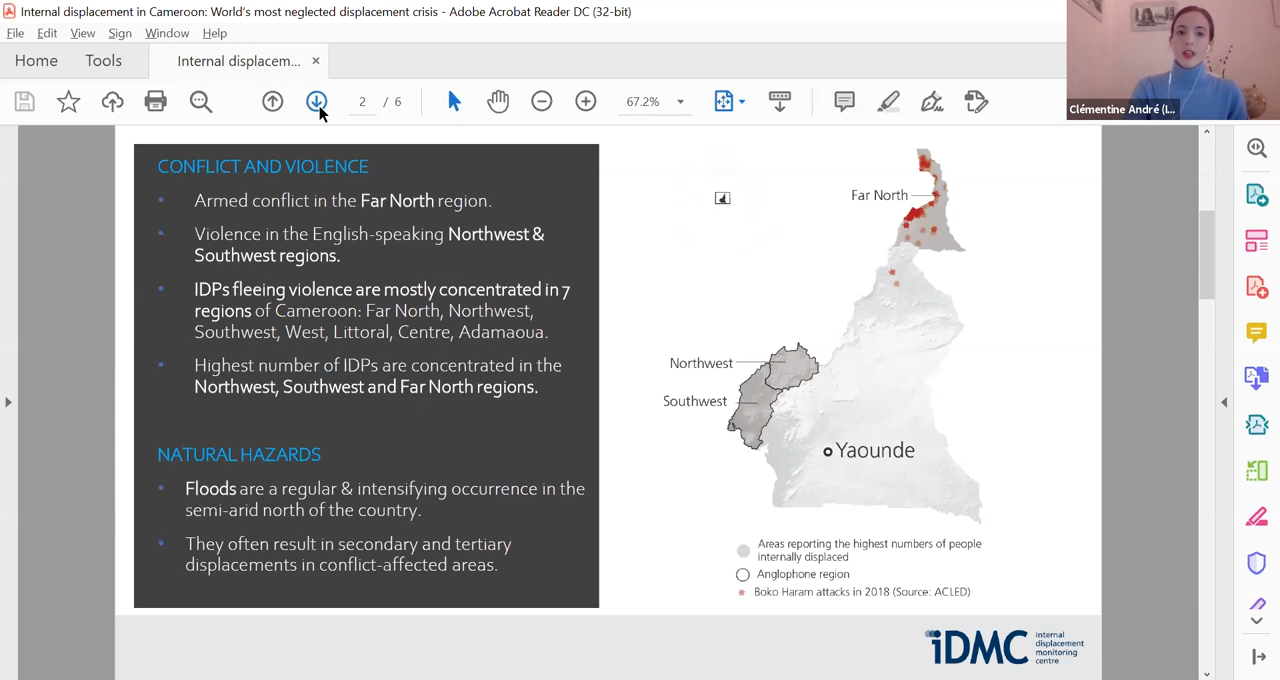 Internal displacement in Cameroon: World's most neglected displacement crisis - Adobe Acrobat Reader DC (32-bit)
File Edit View Sign Window Help
Home Tools Internal displacem... ×
2 / 6 67.2%
Clémentine André (I...
CONFLICT AND VIOLENCE
• Armed conflict in the Far North region.
• Violence in the English-speaking Northwest &
Southwest regions.
• IDPs fleeing violence are mostly concentrated in 7
regions of Cameroon: Far North, Northwest,
Southwest, West, Littoral, Centre, Adamaoua.
• Highest number of IDPs are concentrated in the
Northwest, Southwest and Far North regions.
NATURAL HAZARDS
• Floods are a regular & intensifying occurrence in the
semi-arid north of the country.
• They often result in secondary and tertiary
displacements in conflict-affected areas.
Far North
Northwest
Southwest
Yaounde
Areas reporting the highest numbers of people
internally displaced
Anglophone region
Boko Haram attacks in 2018 (Source: ACLED)
iDMC
internal
displacement
monitoring
centre